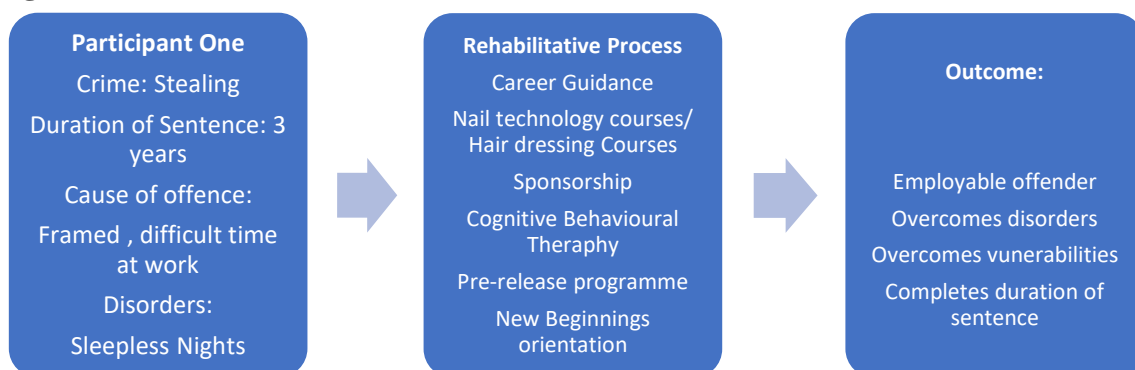 Participant One
Crime: Stealing
Duration of Sentence: 3
years
Cause of offence:
Framed , difficult time
at work
Disorders:
Sleepless Nights
Rehabilitative Process
Career Guidance
Nail technology courses/
Hair dressing Courses
Sponsorship
Cognitive Behavioural
Theraphy
Pre-release programme
New Beginnings
orientation
Outcome:
Employable offender
Overcomes disorders
Overcomes vunerabilities
Completes duration of
sentence